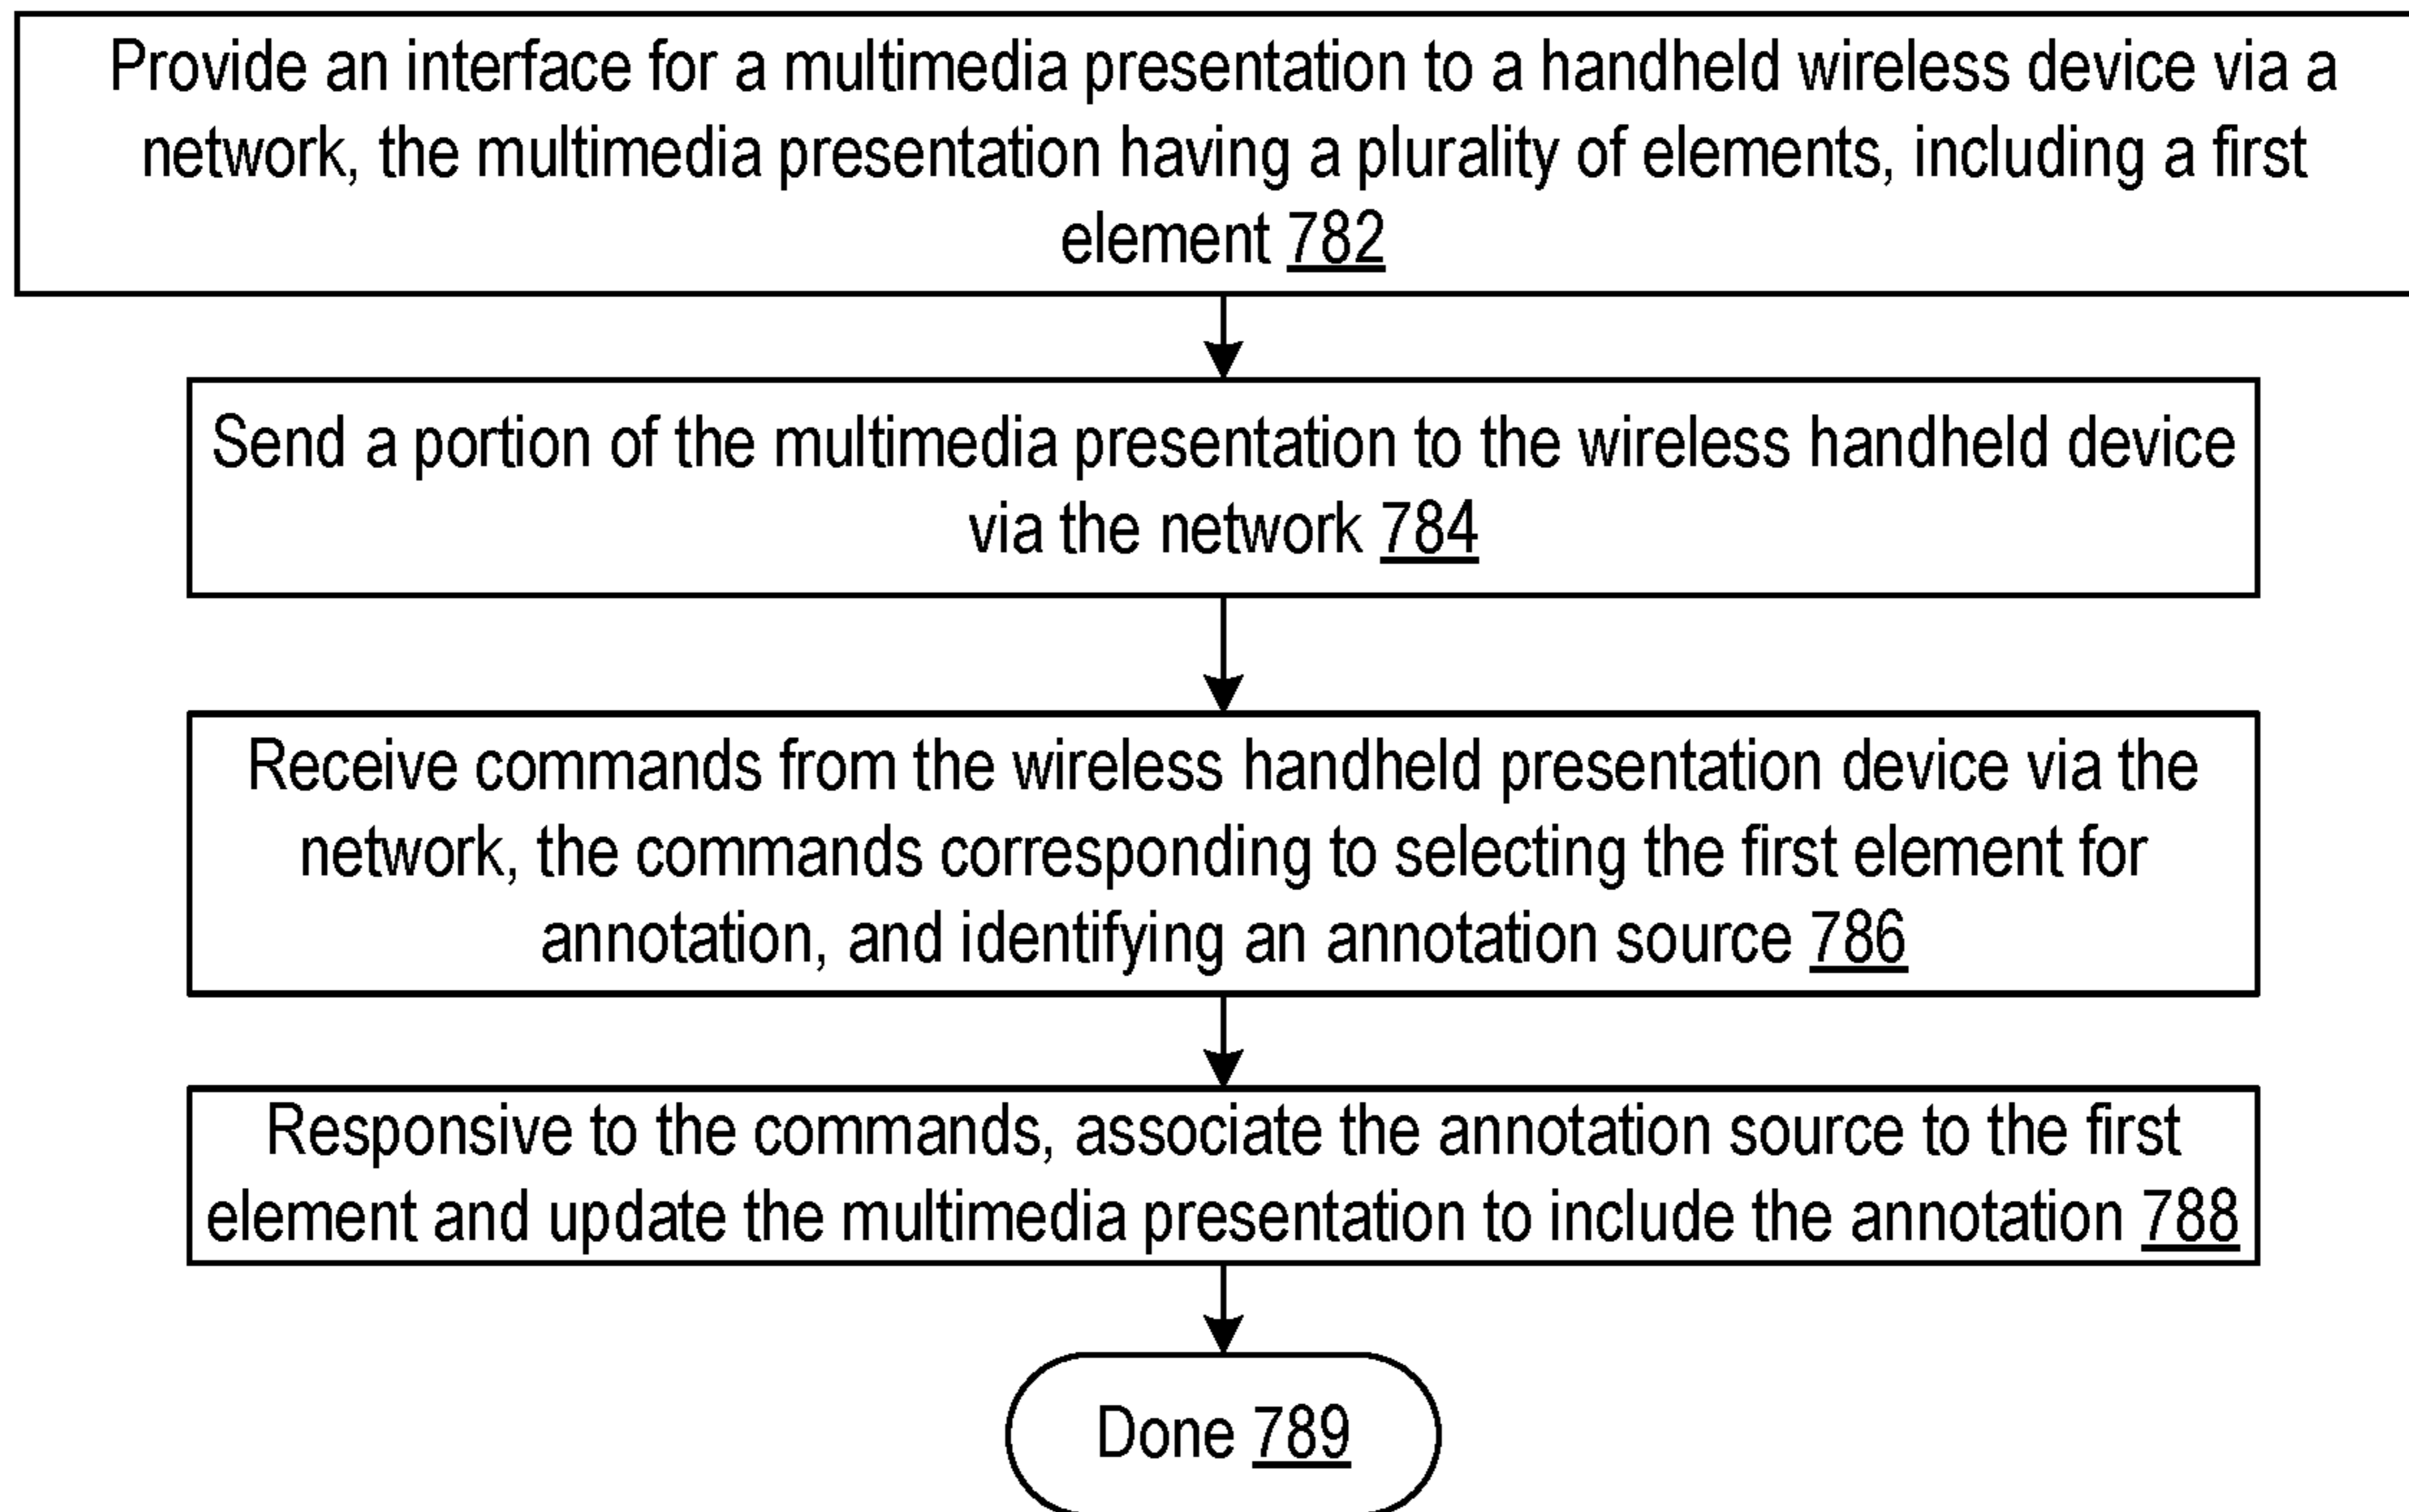 Provide an interface for a multimedia presentation to a handheld wireless device via a
network, the multimedia presentation having a plurality of elements, including a first
element 782
Send a portion of the multimedia presentation to the wireless handheld device
via the network 784
Receive commands from the wireless handheld presentation device via the
network, the commands corresponding to selecting the first element for
annotation, and identifying an annotation source 786
Responsive to the commands, associate the annotation source to the first
element and update the multimedia presentation to include the annotation 788
Done 789